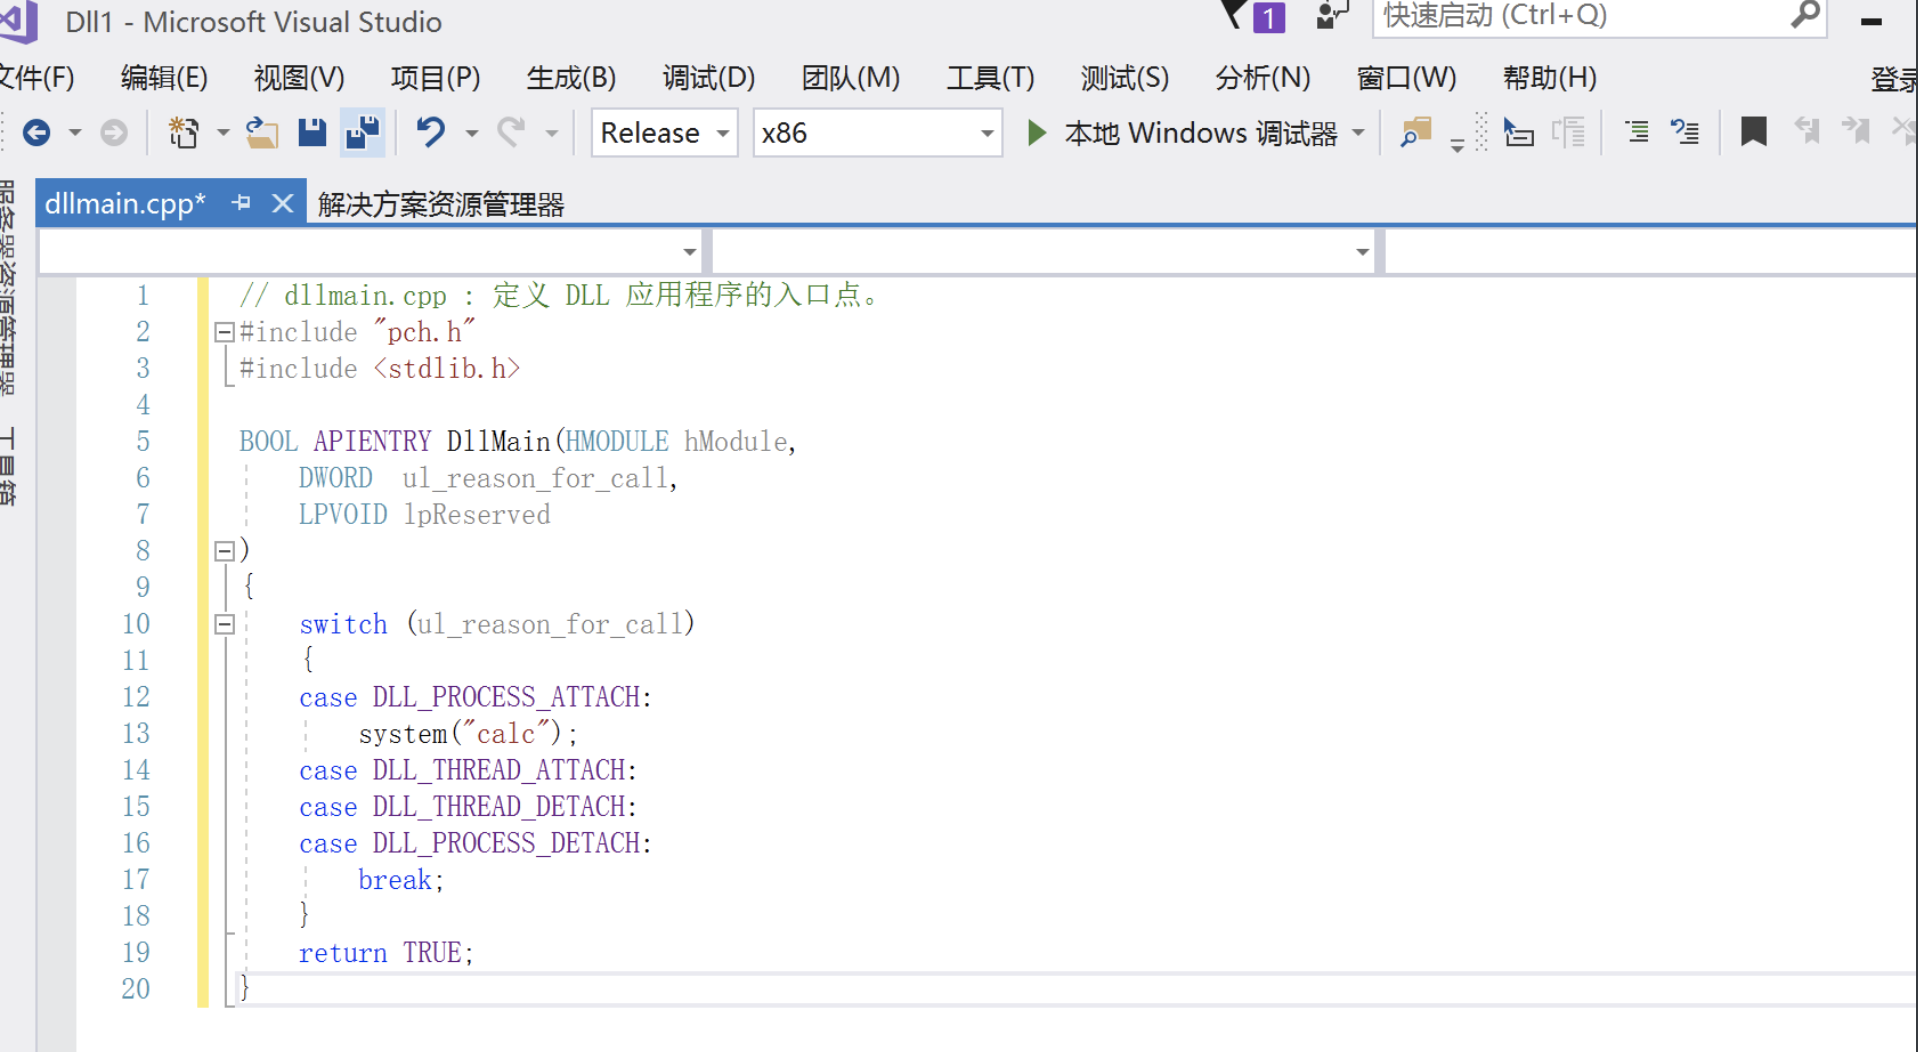 Dll1 - Microsoft Visual Studio
1
快速启动 (Ctrl+Q)
文件(F) 编辑(E) 视图(V) 项目(P) 生成(B) 调试(D) 团队(M) 工具(T) 测试(S) 分析(N) 窗口(W) 帮助(H) 登录
Release x86 本地 Windows 调试器
dllmain.cpp* 解决方案资源管理器
服务器资源管理器
工具箱
1 // dllmain.cpp : 定义 DLL 应用程序的入口点。
2 #include "pch.h"
3 #include <stdlib.h>
4
5 BOOL APIENTRY DllMain(HMODULE hModule,
6 DWORD  ul_reason_for_call,
7 LPVOID lpReserved
8 )
9 {
10 switch (ul_reason_for_call)
11 {
12 case DLL_PROCESS_ATTACH:
13 system("calc");
14 case DLL_THREAD_ATTACH:
15 case DLL_THREAD_DETACH:
16 case DLL_PROCESS_DETACH:
17 break;
18 }
19 return TRUE;
20 }